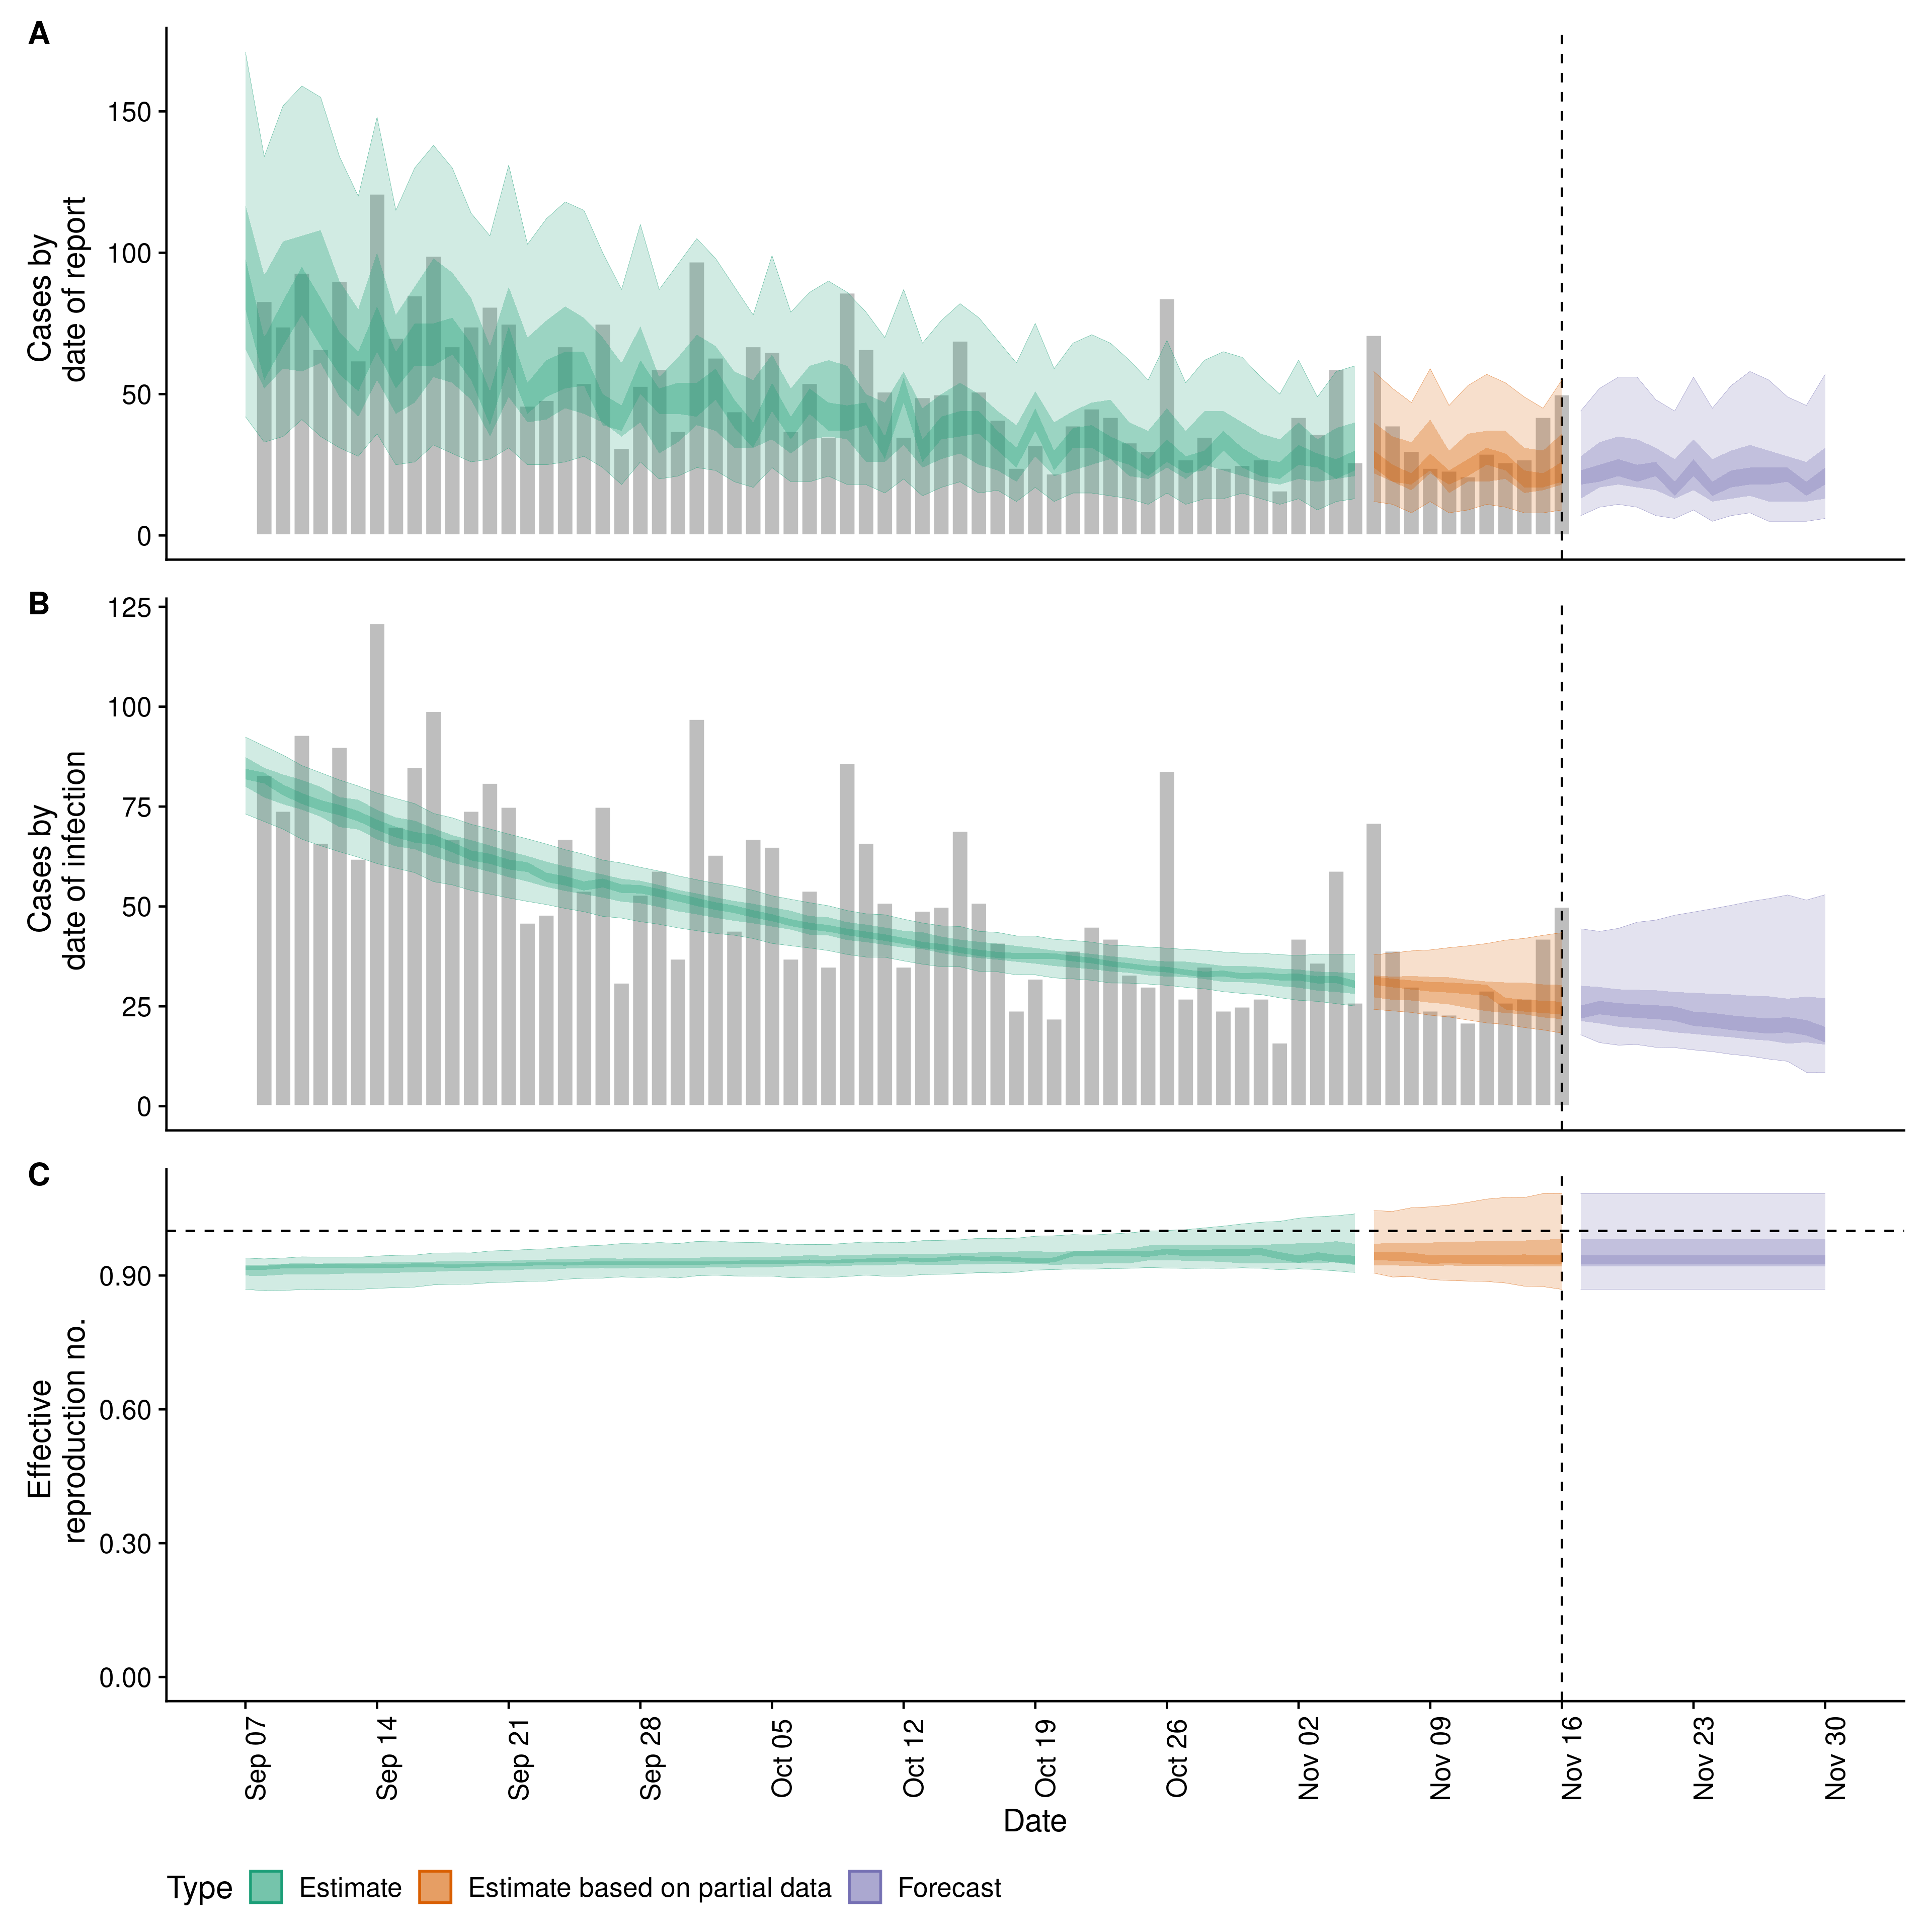 A
Cases by
date of report
150
100
50
0
B
Cases by
date of infection
125
100
75
50
25
0
C
Effective
reproduction no.
0.90
0.60
0.30
0.00
Sep 07
Sep 14
Sep 21
Sep 28
Oct 05
Oct 12
Oct 19
Oct 26
Nov 02
Nov 09
Nov 16
Nov 23
Nov 30
Date
Type Estimate Estimate based on partial data Forecast